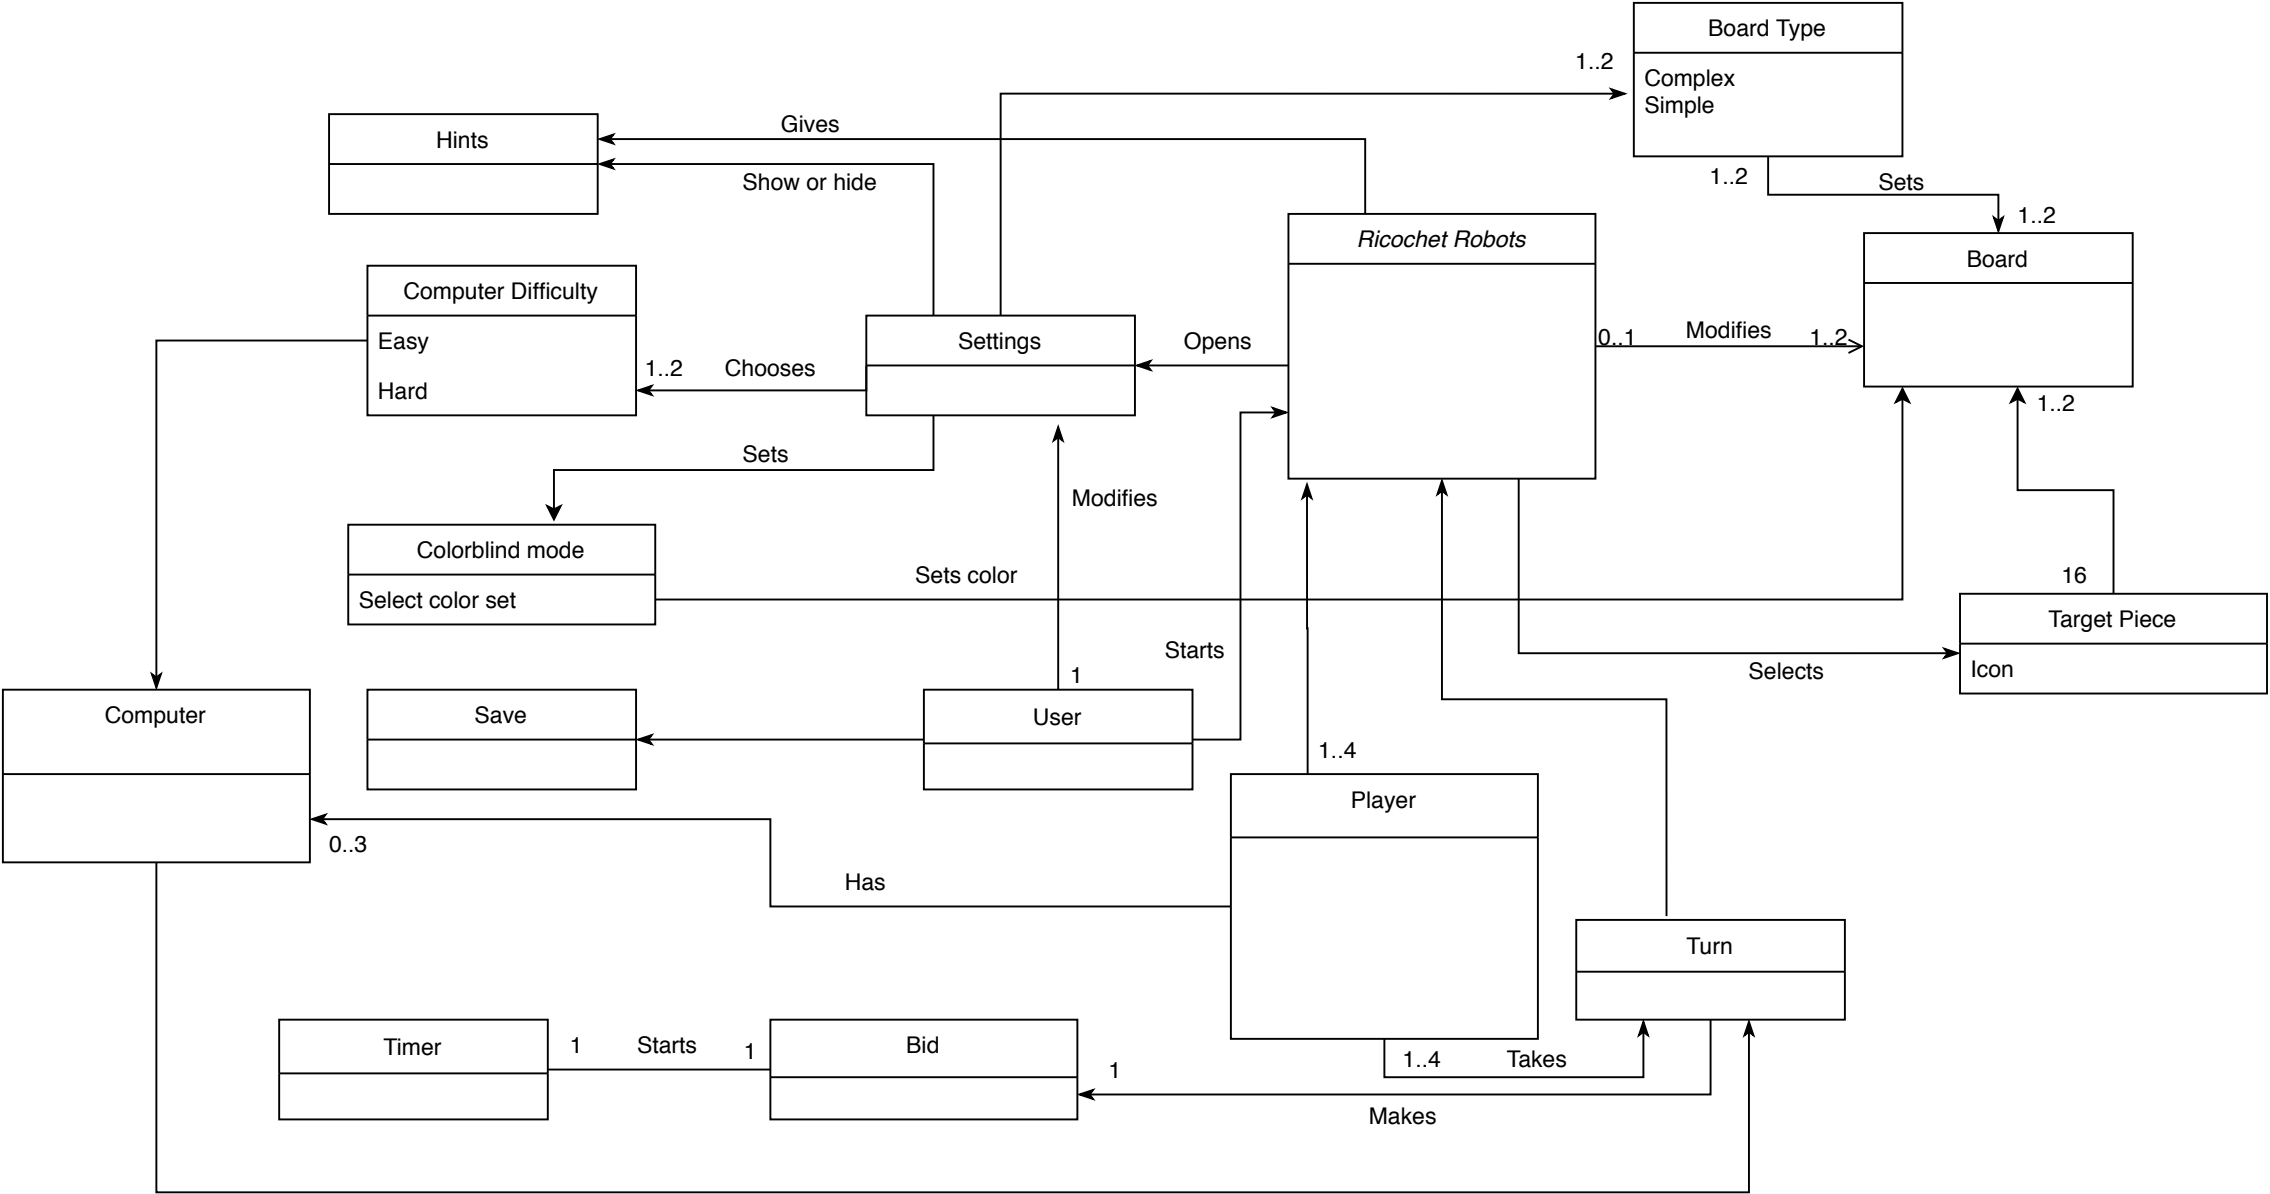 Board Type
1..2
Complex
Simple
Gives
Hints
Show or hide
1..2
Sets
1..2
Ricochet Robots
Board
Computer Difficulty
Easy
Hard
1..2
Chooses
Settings
Opens
0..1
Modifies
1..2
1..2
Sets
Modifies
Colorblind mode
Select color set
Sets color
16
Target Piece
Icon
Starts
Selects
1
Computer
Save
User
1..4
Player
0..3
Has
Turn
Timer
1
Starts
1
Bid
1
1..4
Takes
Makes